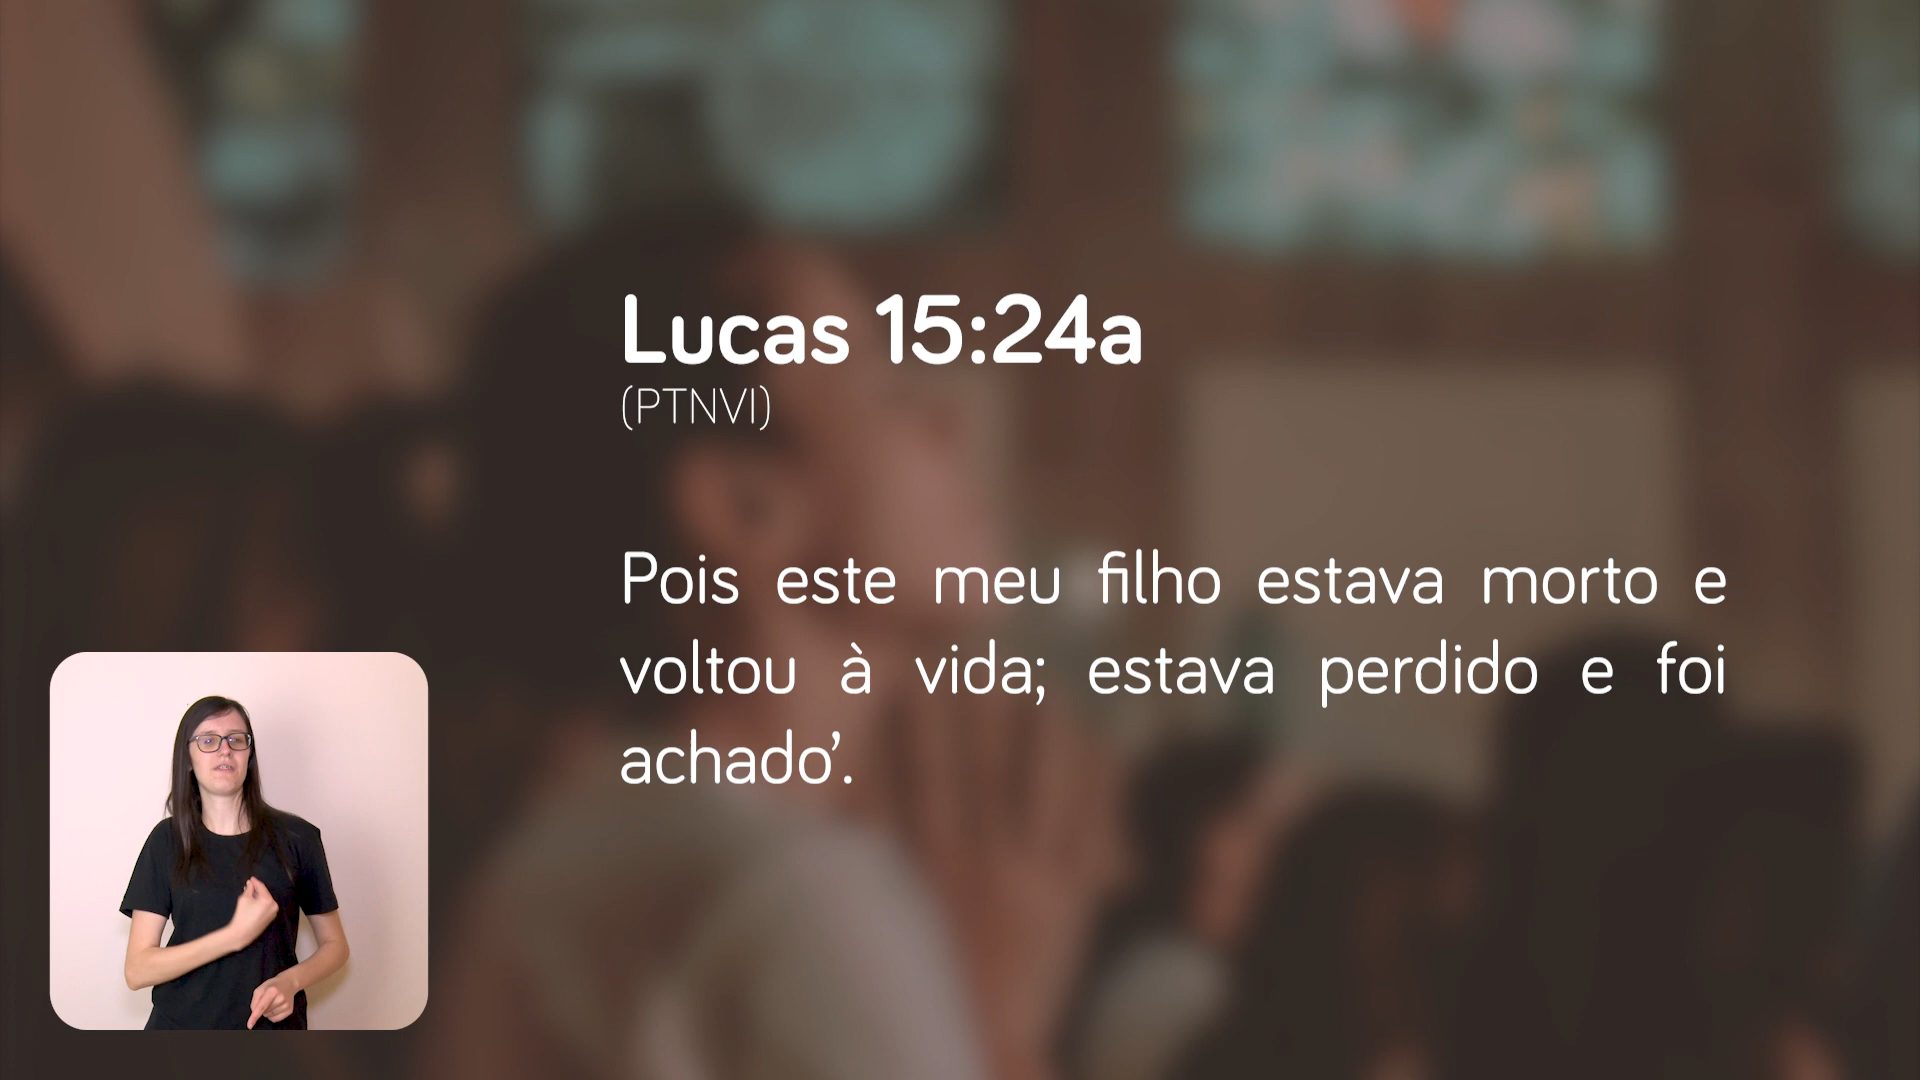 Lucas 15:24a
(PTNVI)
Pois este meu filho estava morto e
voltou à vida; estava perdido e foi
achado’.